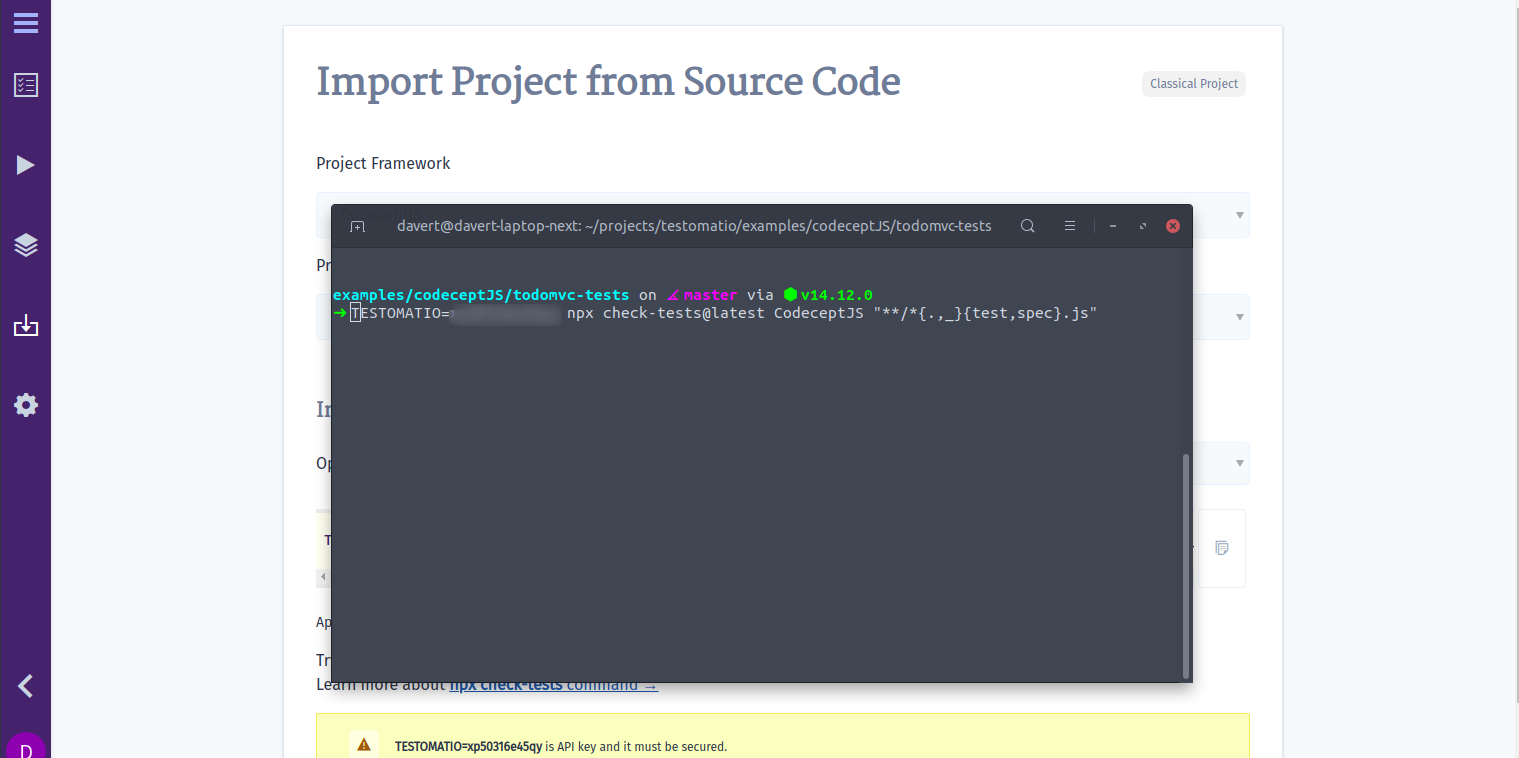 Import Project from Source Code
Classical Project
Project Framework
davert@davert-laptop-next: ~/projects/testomatio/examples/codeceptJS/todomvc-tests
Pr
examples/codeceptJS/todomvc-tests on master via v14.12.0
TESTOMATIO= npx check-tests@latest CodeceptJS "**/*{.,_}{test,spec}.js"
Op
T
Ap
Learn more about npx check-tests command →
D
TESTOMATIO=xp50316e45qy is API key and it must be secured.